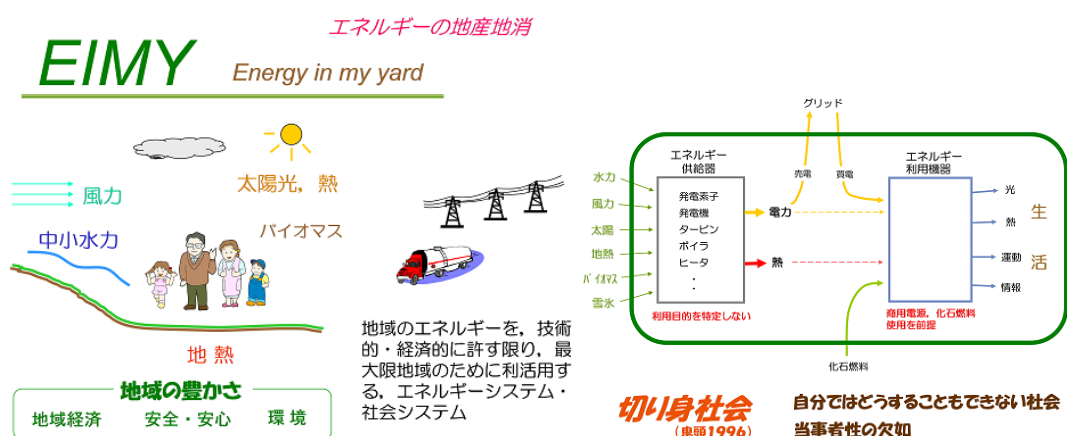 エネルギーの地産地消
EIMY
Energy in my yard
太陽光，熱
風力
バイオマス
中小水力
地 熱
地域の豊かさ
地域経済
安全・安心
環 境
地域のエネルギーを，技術
的・経済的に許す限り，最
大限地域のために利活用す
る，エネルギーシステム・
社会システム
グリッド
エネルギー
供給器
エネルギー
利用機器
売電
買電
水力
風力
太陽
地熱
バイオマス
雪氷
発電素子
発電機
タービン
ボイラ
ヒータ
・
・
電力
熱
光
熱
運動
情報
生
活
利用目的を特定しない
商用電源，化石燃料
使用を前提
化石燃料
切り身社会
（鬼頭1996）
自分ではどうすることもできない社会
当事者性の欠如